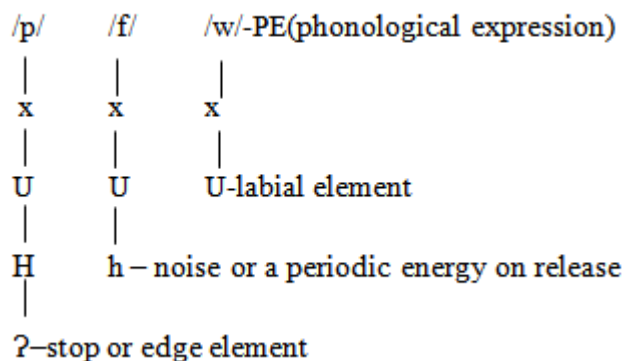 /p/ /f/ /w/-PE(phonological expression)
x x x
U U U-labial element
H h – noise or a periodic energy on release
?–stop or edge element